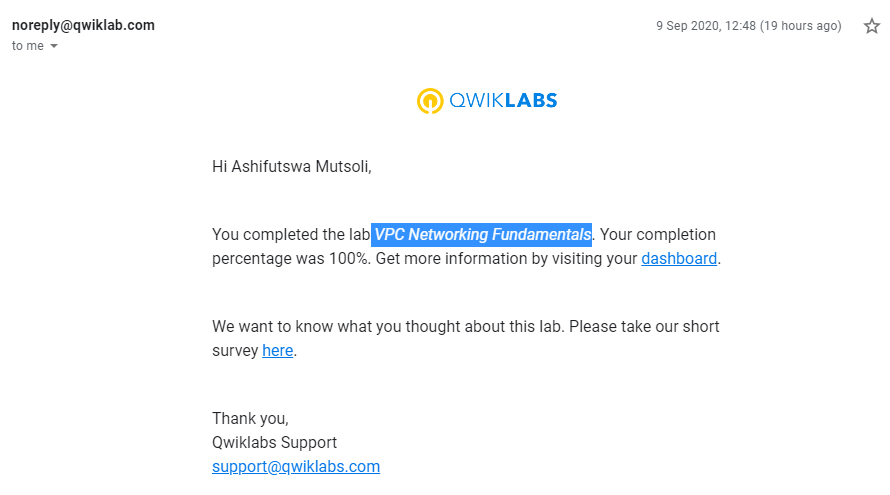 noreply@qwiklab.com
9 Sep 2020, 12:48 (19 hours ago)
to me
QWIKLABS
Hi Ashifutswa Mutsoli,
You completed the lab VPC Networking Fundamentals. Your completion
percentage was 100%. Get more information by visiting your dashboard.
We want to know what you thought about this lab. Please take our short
survey here.
Thank you,
Qwiklabs Support
support@qwiklabs.com